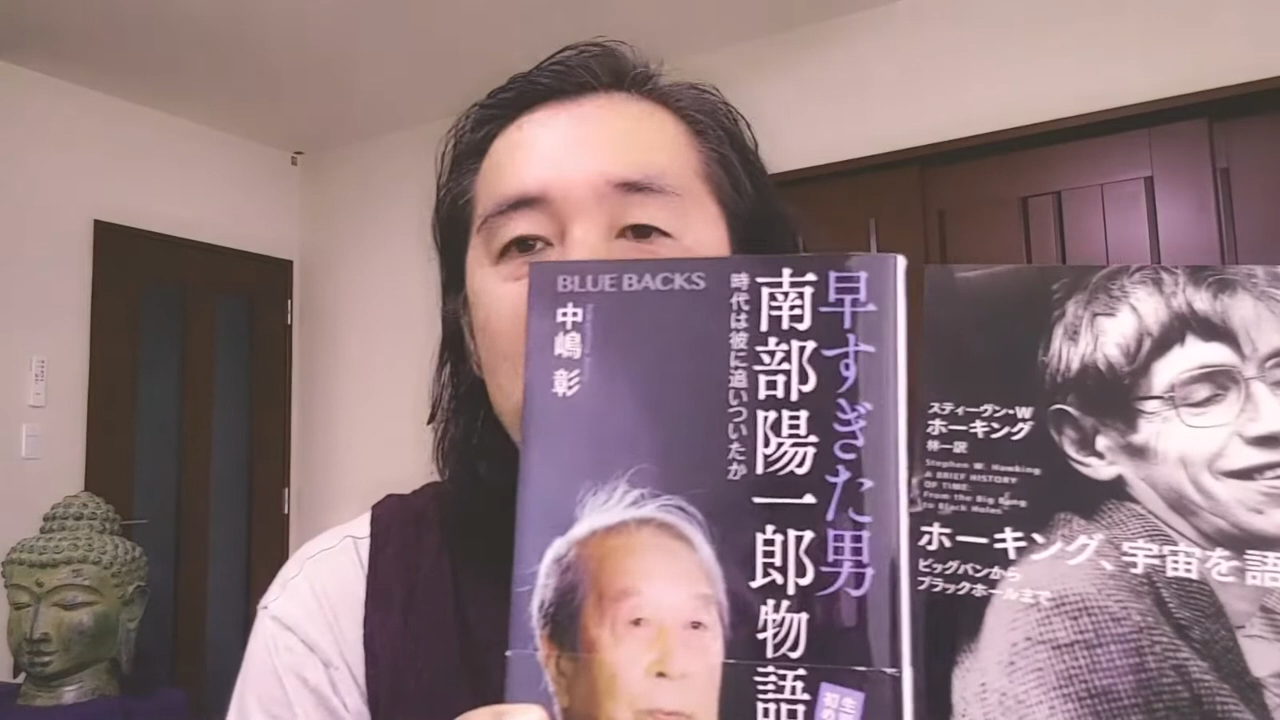 BLUE BACKS
早すぎた男
南部陽一郎物語
時代は彼に追いついたか
中嶋 彰
スティーヴン・W
ホーキング
林一訳
Stephen W. Hawking
A BRIEF HISTORY
OF TIME:
From the Big Bang
to Black Holes
ホーキング、宇宙を語
ビッグバンから
ブラックホールまで